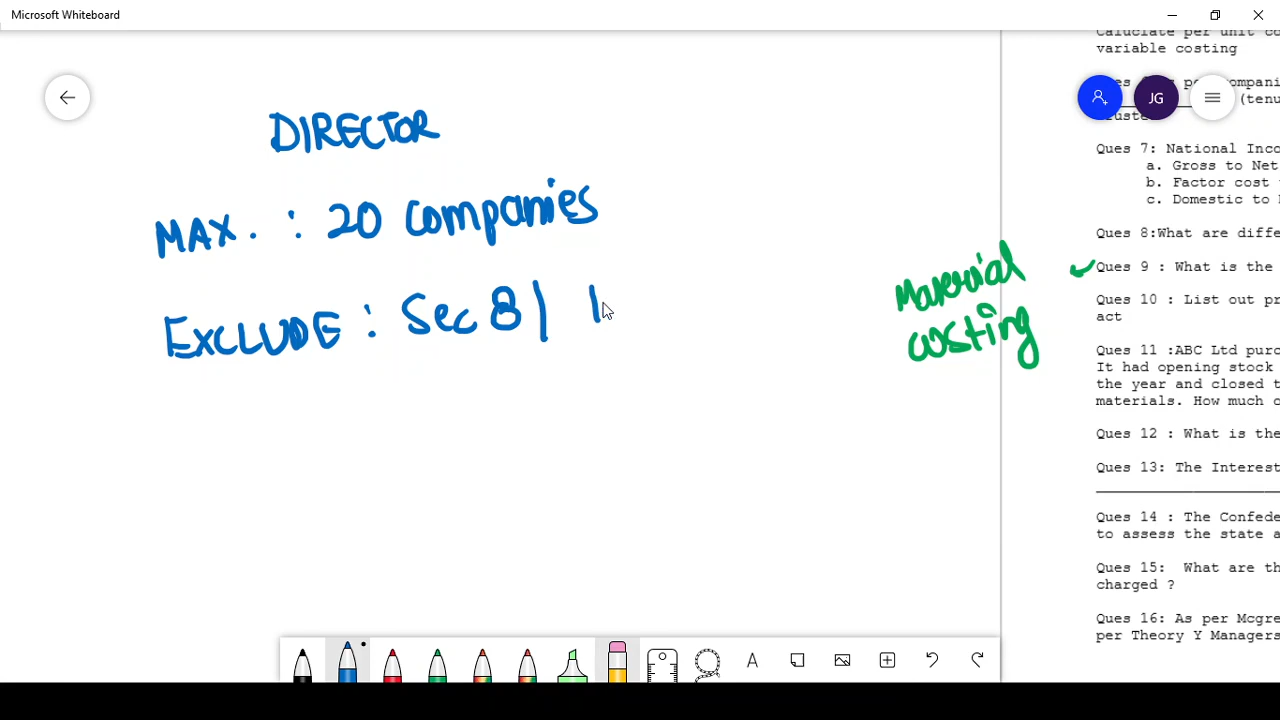 Microsoft Whiteboard
DIRECTOR
MAX. : 20 companies
EXCLUDE : Sec 8 |
Material
costing
JG
Caluclate per unit
variable costing
(tenu
Ques 7: National Inco
a. Gross to Net
b. Factor cost
c. Domestic to
Ques 8:What are diffe
Ques 9 : What is the
Ques 10 : List out pr
act
Ques 11 :ABC Ltd purc
It had opening stock
the year and closed t
materials. How much
Ques 12 : What is the
Ques 13: The Interest
Ques 14 : The Confede
to assess the state a
Ques 15: What are th
charged ?
Ques 16: As per Mcgre
per Theory Y Managers
A